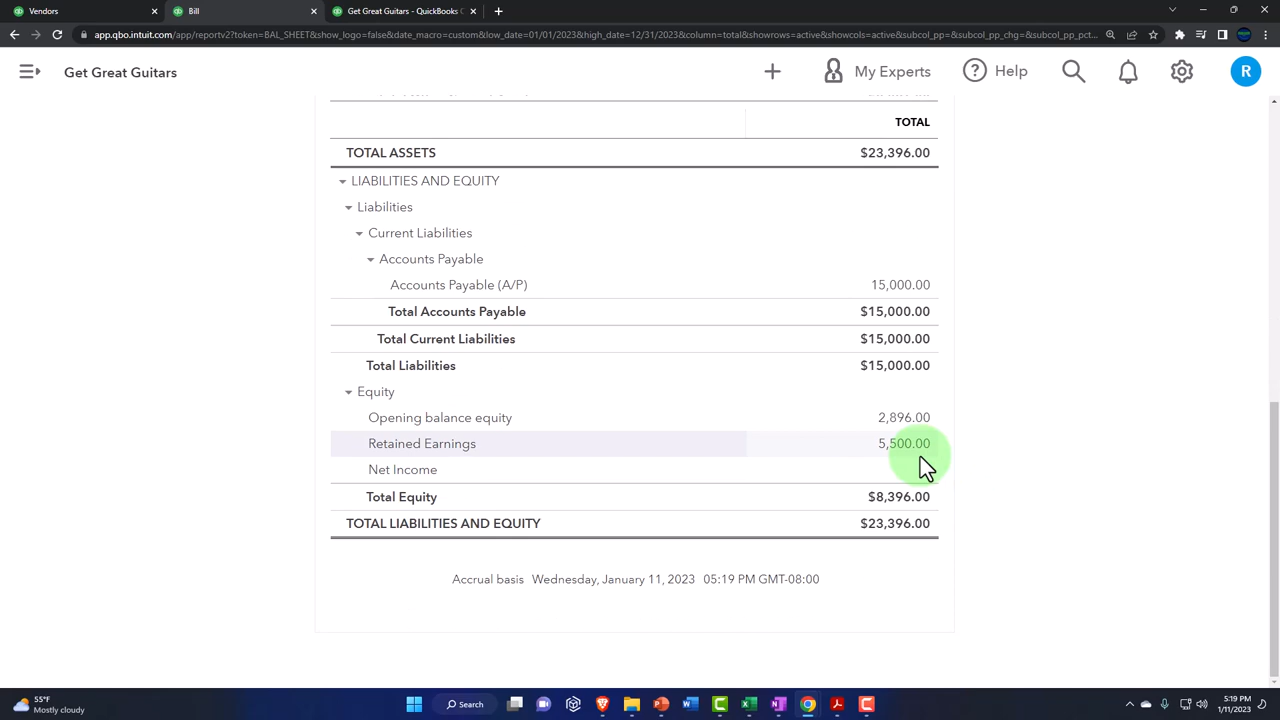 Vendors
Bill
Get Great Guitars - QuickBooks
app.qbo.intuit.com/app/reportv2?token=BAL_SHEET&show_logo=false&date_macro=custom&low_date=01/01/2023&high_date=12/31/2023&column=total&showrows=active&showcols=active&subcol_pp=&subcol_pp_chg=&subcol_pp_pct...
Get Great Guitars
My Experts
Help
R
TOTAL
TOTAL ASSETS $23,396.00
LIABILITIES AND EQUITY
Liabilities
Current Liabilities
Accounts Payable
Accounts Payable (A/P) 15,000.00
Total Accounts Payable $15,000.00
Total Current Liabilities $15,000.00
Total Liabilities $15,000.00
Equity
Opening balance equity 2,896.00
Retained Earnings 5,500.00
Net Income
Total Equity $8,396.00
TOTAL LIABILITIES AND EQUITY $23,396.00
Accrual basis Wednesday, January 11, 2023 05:19 PM GMT-08:00
55°F
Mostly cloudy
Search
5:19 PM
1/11/2023